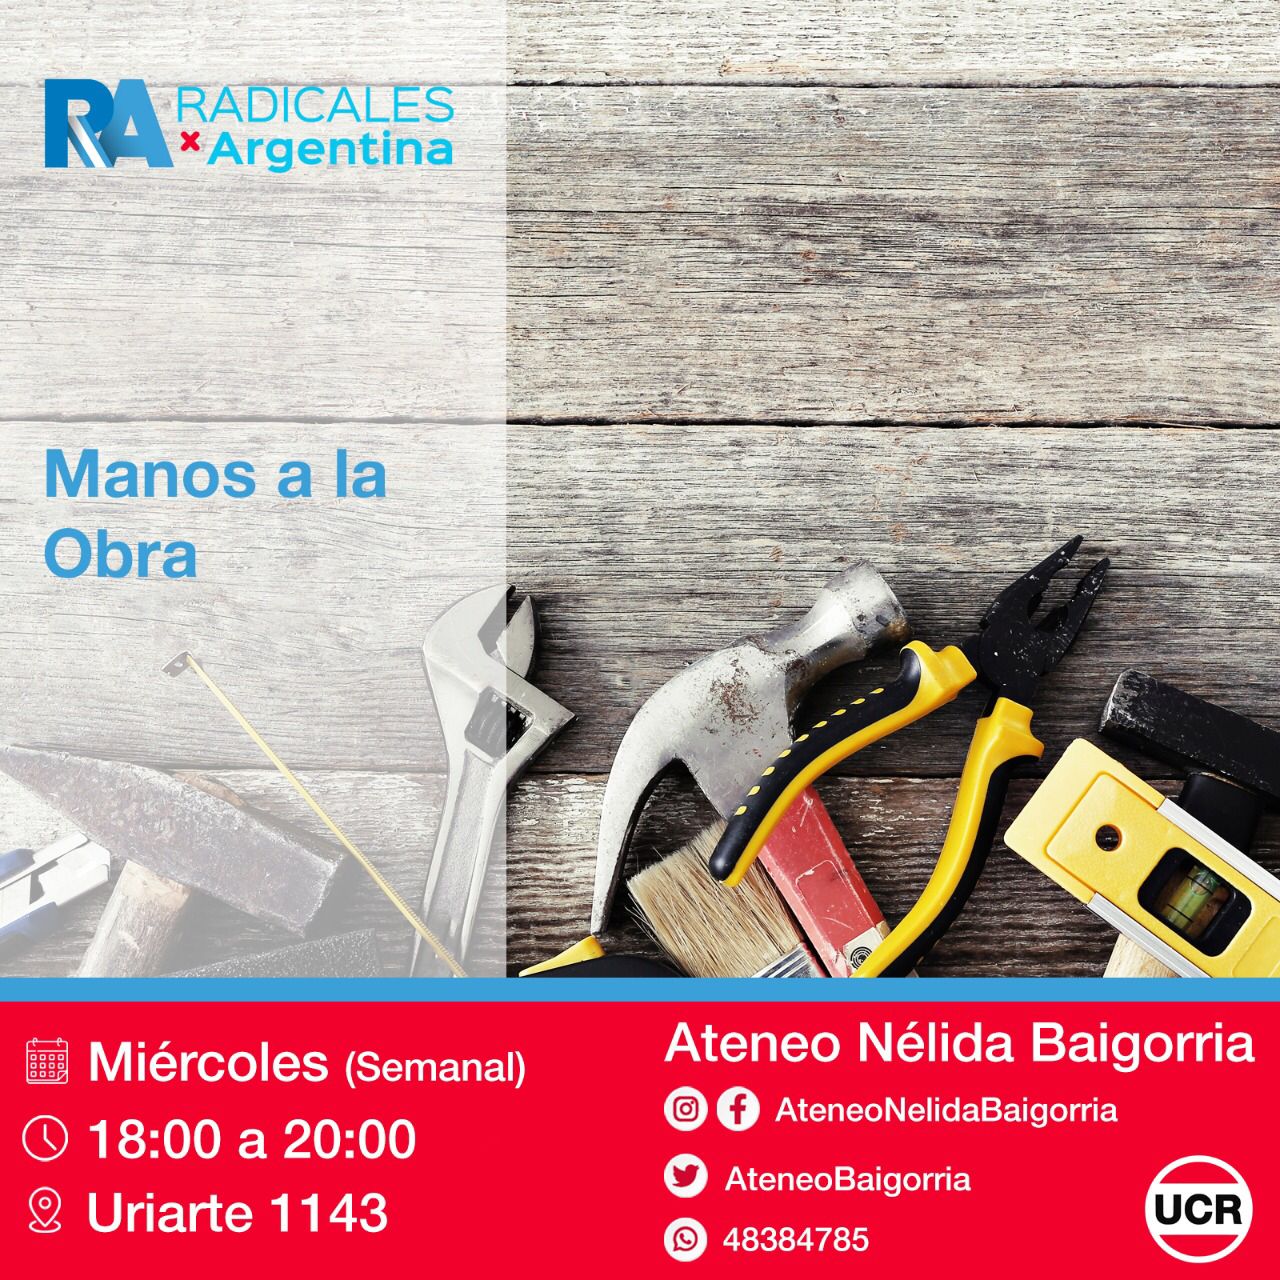 RA RADICALES
x Argentina
Manos a la
Obra
Miércoles (Semanal)
18:00 a 20:00
Uriarte 1143
Ateneo Nélida Baigorria
AteneoNelidaBaigorria
AteneoBaigorria
48384785
UCR